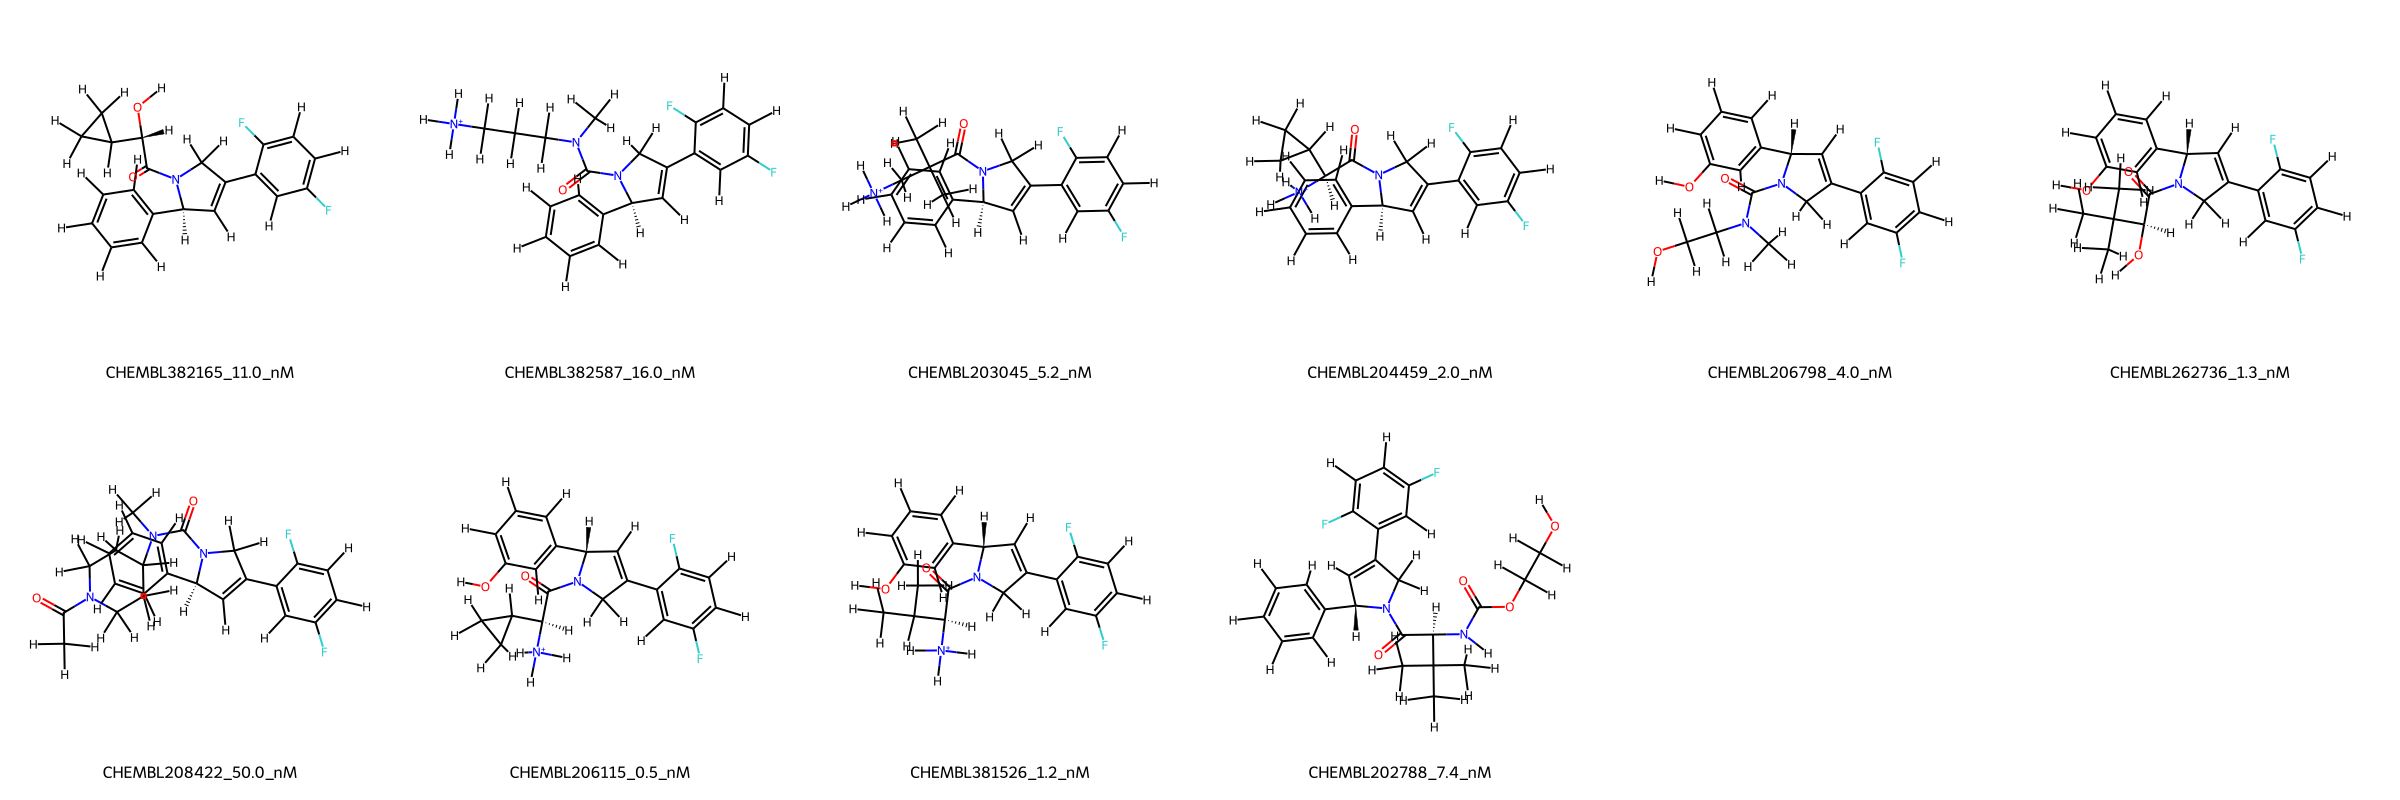 CHEMBL382165_11.0_nM
CHEMBL382587_16.0_nM
CHEMBL203045_5.2_nM
CHEMBL204459_2.0_nM
CHEMBL206798_4.0_nM
CHEMBL262736_1.3_nM
CHEMBL208422_50.0_nM
CHEMBL206115_0.5_nM
CHEMBL381526_1.2_nM
CHEMBL202788_7.4_nM